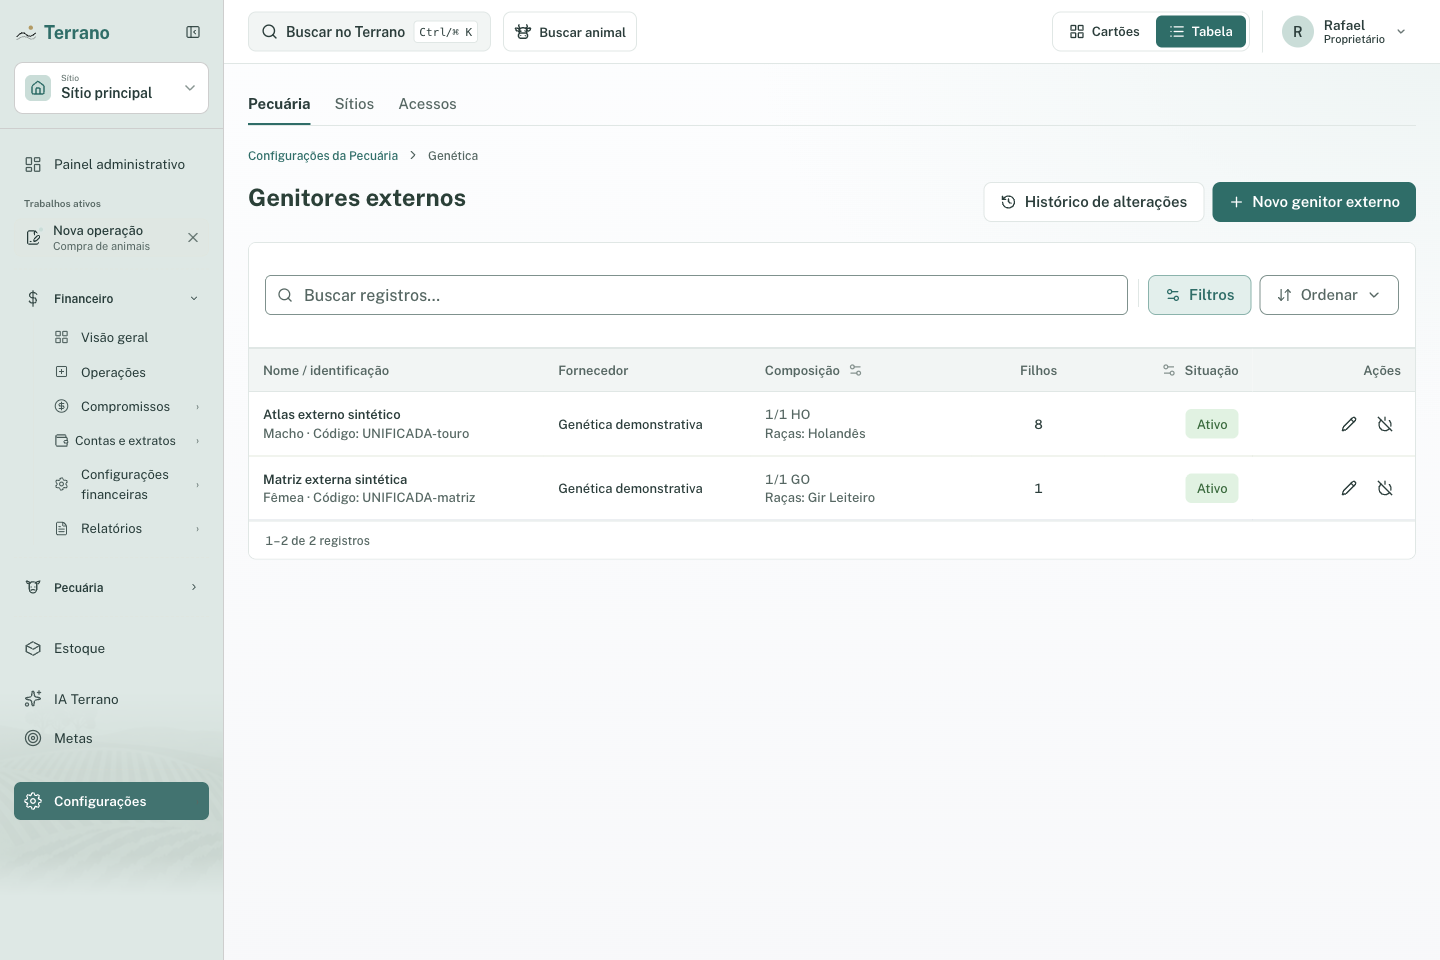 Terrano
Sítio
Sítio principal
Painel administrativo
Trabalhos ativos
Nova operação
Compra de animais
Financeiro
Visão geral
Operações
Compromissos
Contas e extratos
Configurações
financeiras
Relatórios
Pecuária
Estoque
IA Terrano
Metas
Configurações
Buscar no Terrano Ctrl/⌘ K
Buscar animal
Cartões
Tabela
R
Rafael
Proprietário
Pecuária Sítios Acessos
Configurações da Pecuária > Genética
Genitores externos
Histórico de alterações
+ Novo genitor externo
Buscar registros...
Filtros
Ordenar
Nome / identificação Fornecedor Composição Filhos Situação Ações
Atlas externo sintético
Macho · Código: UNIFICADA-touro
Genética demonstrativa
1/1 HO
Raças: Holandês
8
Ativo
Matriz externa sintética
Fêmea · Código: UNIFICADA-matriz
Genética demonstrativa
1/1 GO
Raças: Gir Leiteiro
1
Ativo
1–2 de 2 registros